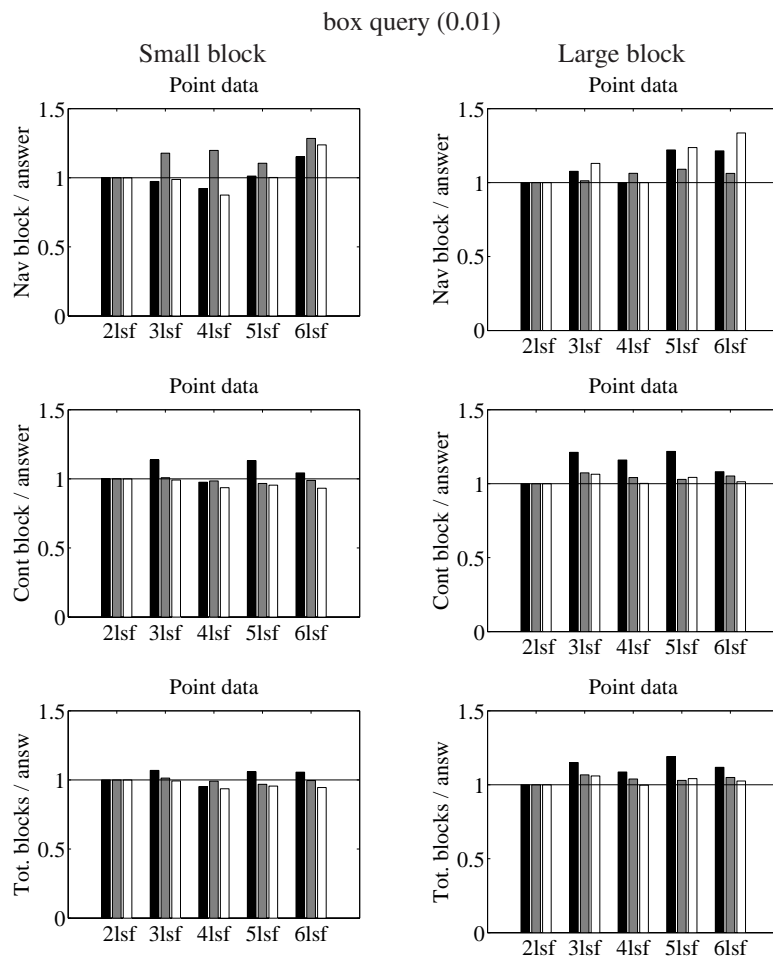 box query (0.01)
Small block
Large block
Point data
Nav block / answer
1.5
1
0.5
0
2lsf 3lsf 4lsf 5lsf 6lsf
Point data
Nav block / answer
1.5
1
0.5
0
2lsf 3lsf 4lsf 5lsf 6lsf
Point data
Cont block / answer
1.5
1
0.5
0
2lsf 3lsf 4lsf 5lsf 6lsf
Point data
Cont block / answer
1.5
1
0.5
0
2lsf 3lsf 4lsf 5lsf 6lsf
Point data
Tot. blocks / answ
1.5
1
0.5
0
2lsf 3lsf 4lsf 5lsf 6lsf
Point data
Tot. blocks / answ
1.5
1
0.5
0
2lsf 3lsf 4lsf 5lsf 6lsf